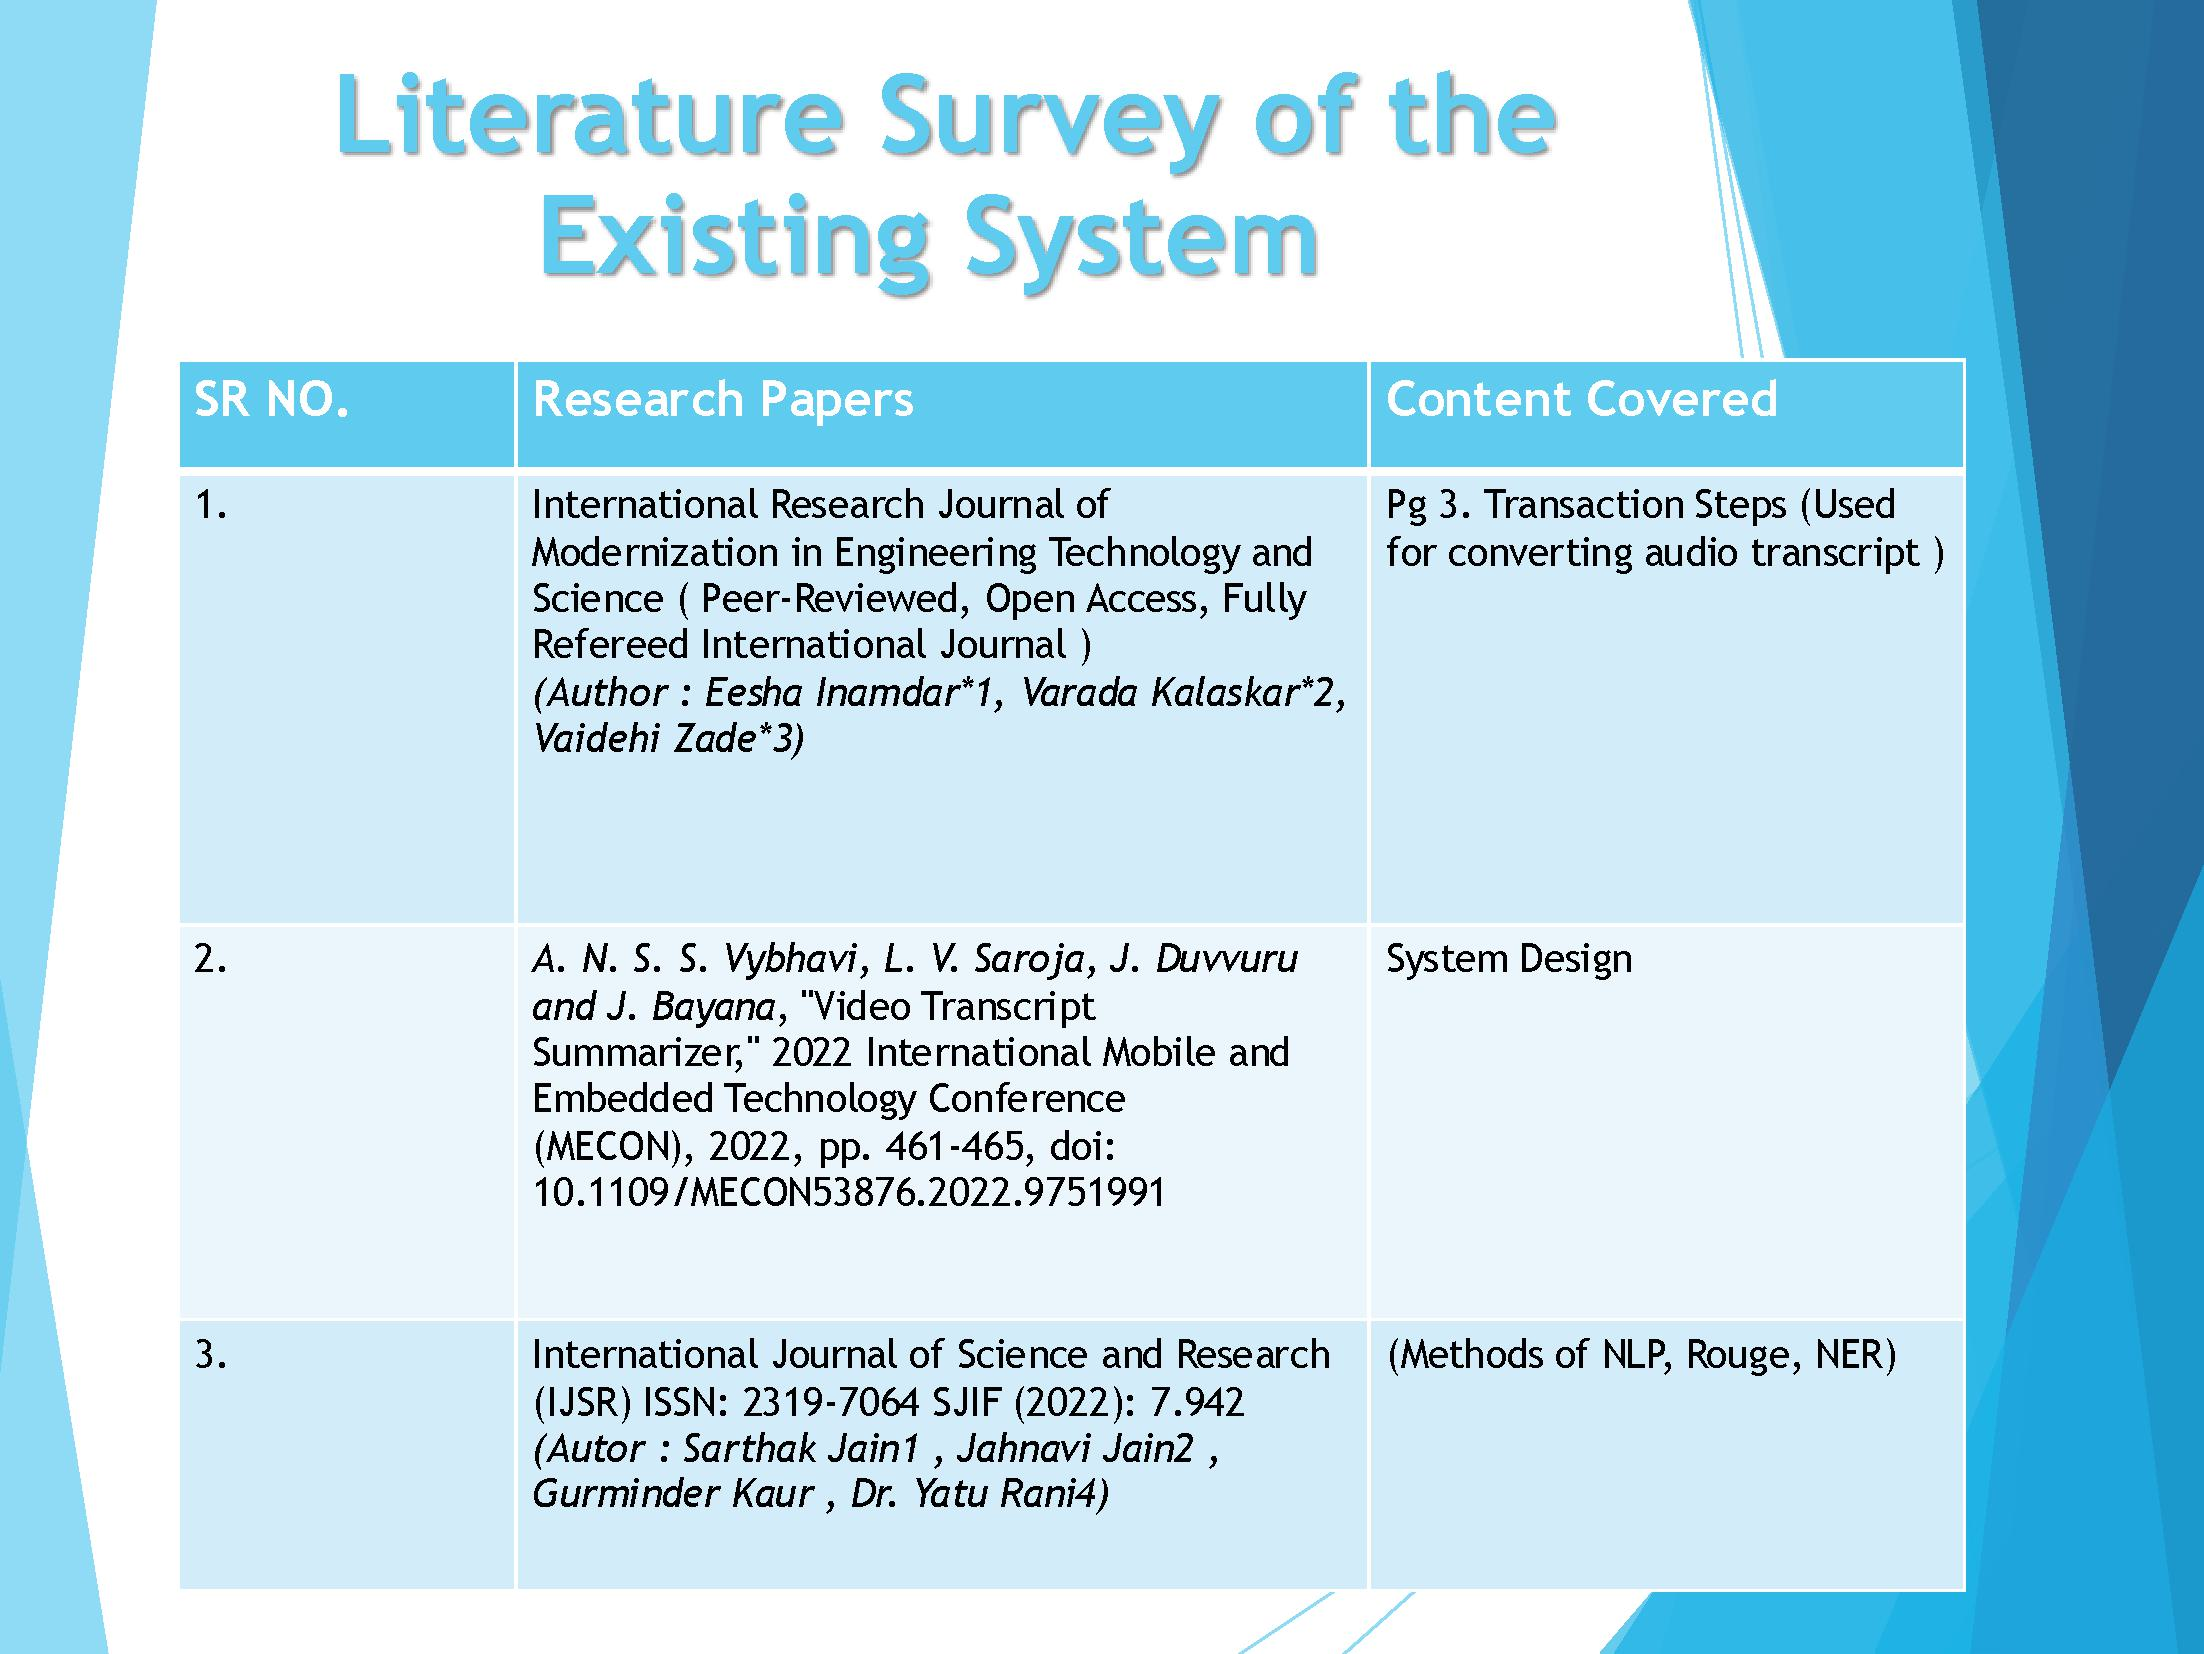 Literature Survey of the
Existing System
SR NO.
Research Papers
Content Covered
1.
International Research Journal of
Modernization in Engineering Technology and
Science ( Peer-Reviewed, Open Access, Fully
Refereed International Journal )
(Author : Eesha Inamdar*1, Varada Kalaskar*2,
Vaidehi Zade*3)
Pg 3. Transaction Steps (Used
for converting audio transcript )
2.
A. N. S. S. Vybhavi, L. V. Saroja, J. Duvvuru
and J. Bayana, "Video Transcript
Summarizer," 2022 International Mobile and
Embedded Technology Conference
(MECON), 2022, pp. 461-465, doi:
10.1109/MECON53876.2022.9751991
System Design
3.
International Journal of Science and Research
(IJSR) ISSN: 2319-7064 SJIF (2022): 7.942
(Autor : Sarthak Jain1 , Jahnavi Jain2 ,
Gurminder Kaur , Dr. Yatu Rani4)
(Methods of NLP, Rouge, NER)